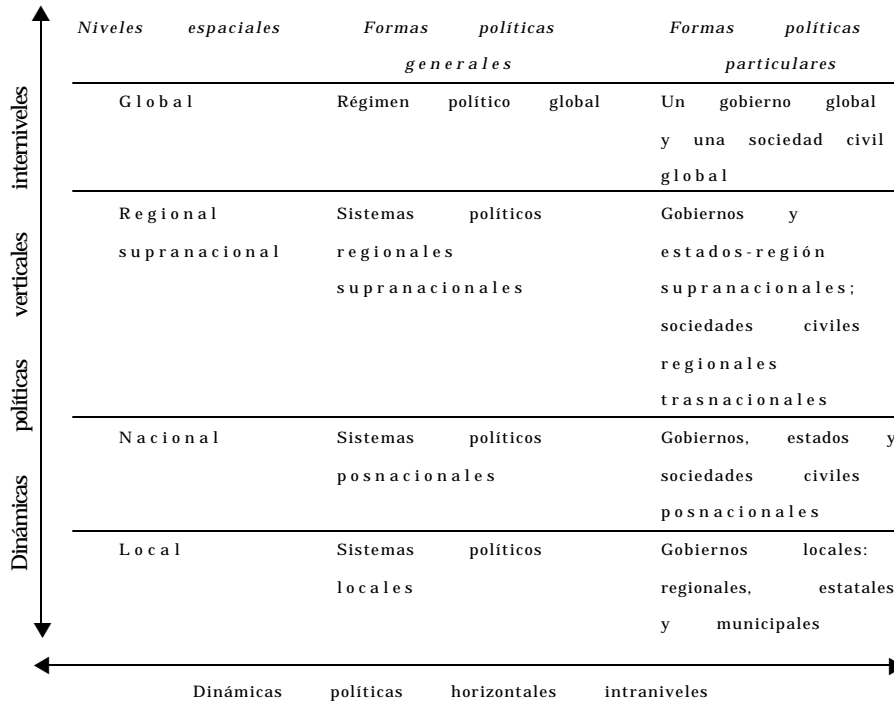 Niveles espaciales Formas políticas Formas políticas
generales particulares
Global Régimen político global Un gobierno global
y una sociedad civil
global
Regional Sistemas políticos Gobiernos y
supranacional regionales estados-región
supranacionales supranacionales;
sociedades civiles
regionales
trasnacionales
Nacional Sistemas políticos Gobiernos, estados y
posnacionales sociedades civiles
posnacionales
Local Sistemas políticos Gobiernos locales:
locales regionales, estatales
y municipales
Dinámicas políticas verticales interniveles
Dinámicas políticas horizontales intraniveles